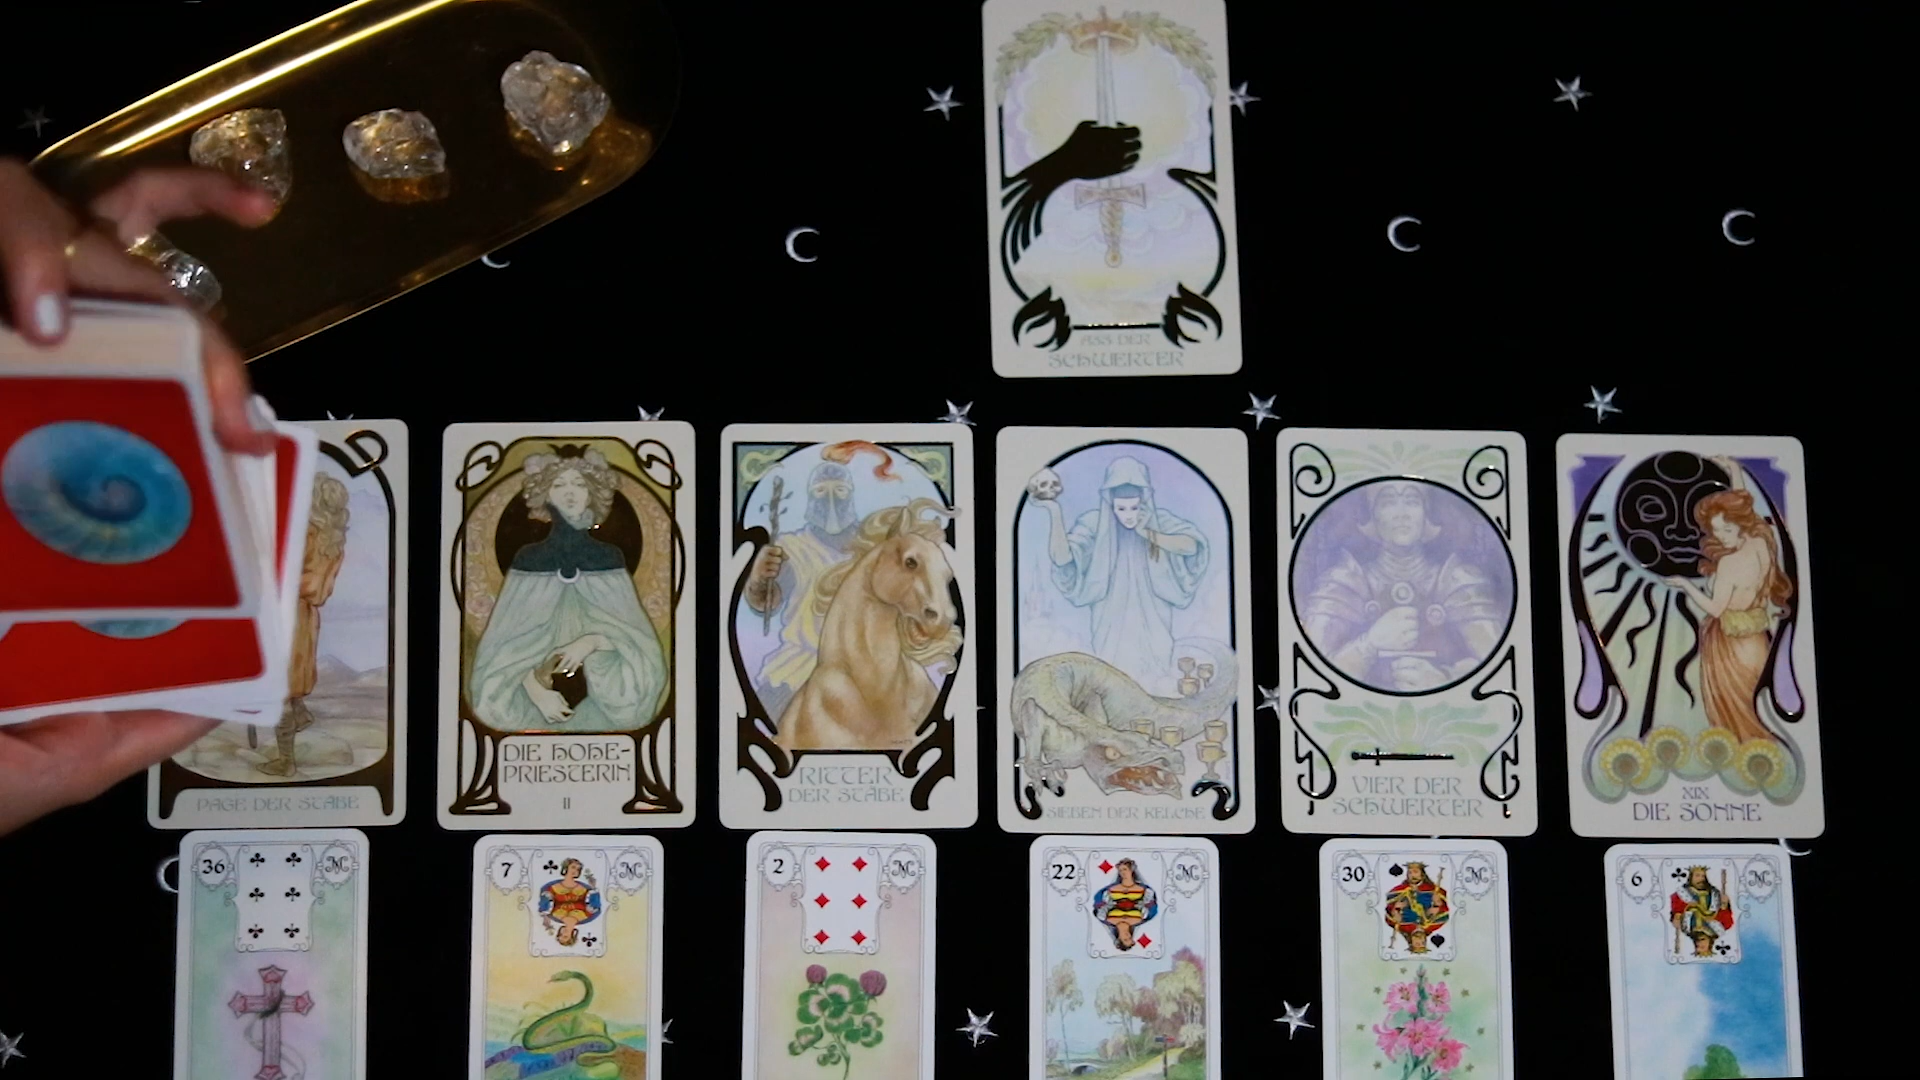 ASS DER
SCHWERTER
PAGE DER STÄBE
DIE HOHE-
PRIESTERIN
II
RITTER
DER STÄBE
SIEBEN DER KELCHE
VIER DER
SCHWERTER
XIX
DIE SONNE
36
7
2
22
30
6